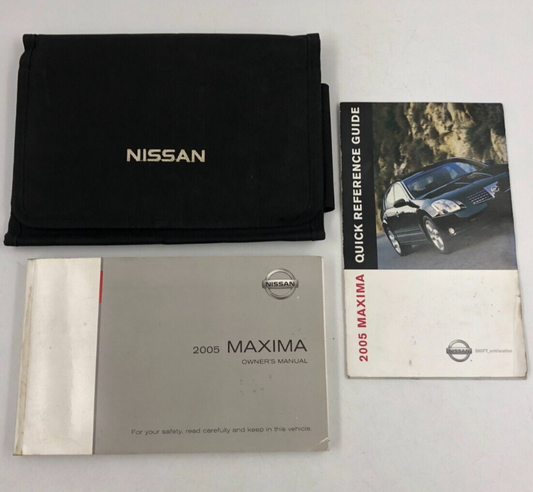 NISSAN
2005 MAXIMA QUICK REFERENCE GUIDE
NISSAN
SHIFT_
NISSAN
2005 MAXIMA
OWNER'S MANUAL
For your safety, read carefully and keep in this vehicle.